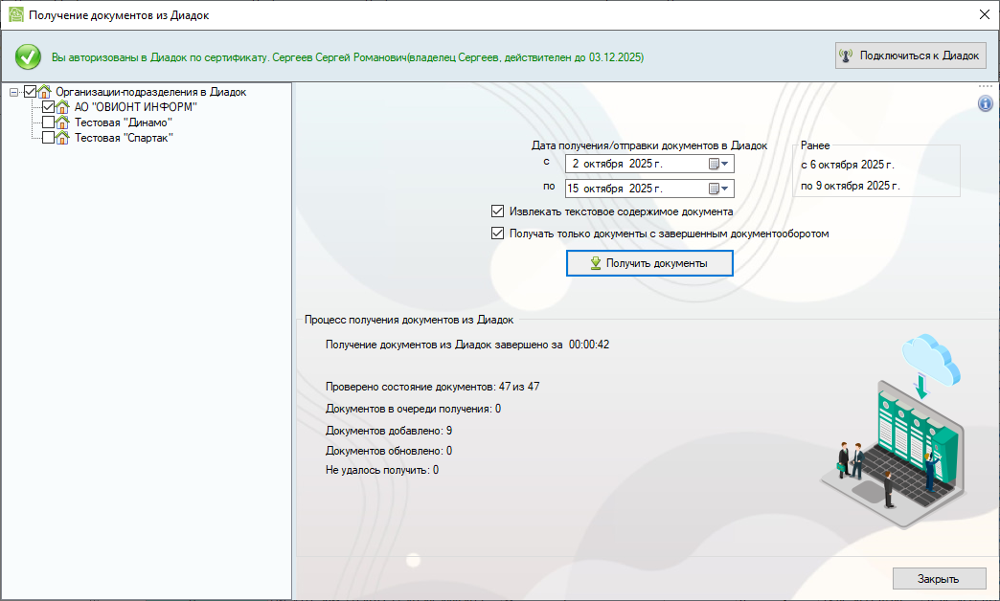 Получение документов из Диадок
Вы авторизованы в Диадок по сертификату. Сергеев Сергей Романович(владелец Сергеев, действителен до 03.12.2025)
Подключиться к Диадок
Организации-подразделения в Диадок
АО "ОВИОНТ ИНФОРМ"
Тестовая "Динамо"
Тестовая "Спартак"
Дата получения/отправки документов в Диадок
с 2 октября 2025 г.
по 15 октября 2025 г.
Ранее
с 6 октября 2025 г.
по 9 октября 2025 г.
Извлекать текстовое содержимое документа
Получать только документы с завершенным документооборотом
Получить документы
Процесс получения документов из Диадок
Получение документов из Диадок завершено за 00:00:42
Проверено состояние документов: 47 из 47
Документов в очереди получения: 0
Документов добавлено: 9
Документов обновлено: 0
Не удалось получить: 0
Закрыть